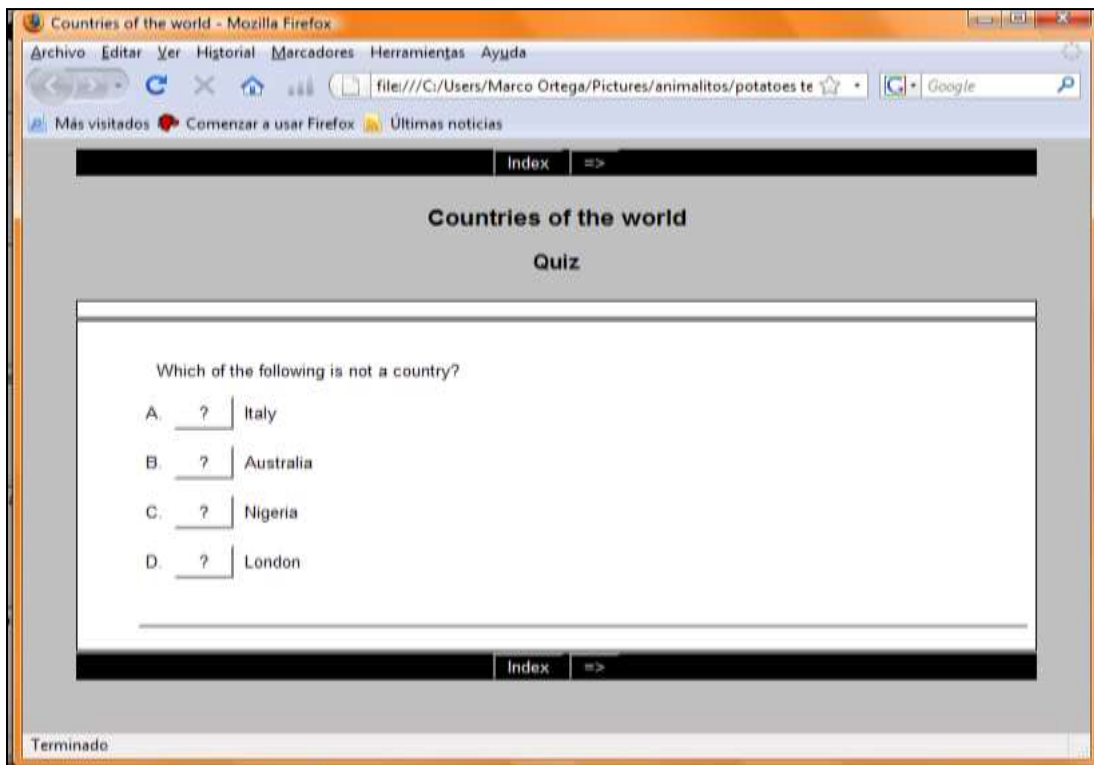 Countries of the world - Mozilla Firefox
Archivo Editar Ver Historial Marcadores Herramientas Ayuda
file:///C:/Users/Marco Ortega/Pictures/animalitos/potatoes te Google
Más visitados Comenzar a usar Firefox Últimas noticias
Index =>
Countries of the world
Quiz
Which of the following is not a country?
A. ? Italy
B. ? Australia
C. ? Nigeria
D. ? London
Index =>
Terminado